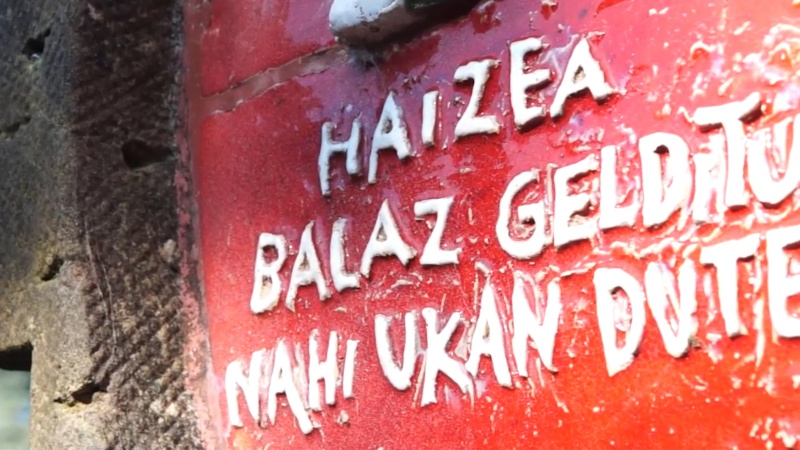 HAIZEA
BALAZ GELDITU
NAHI UKAN DUTE